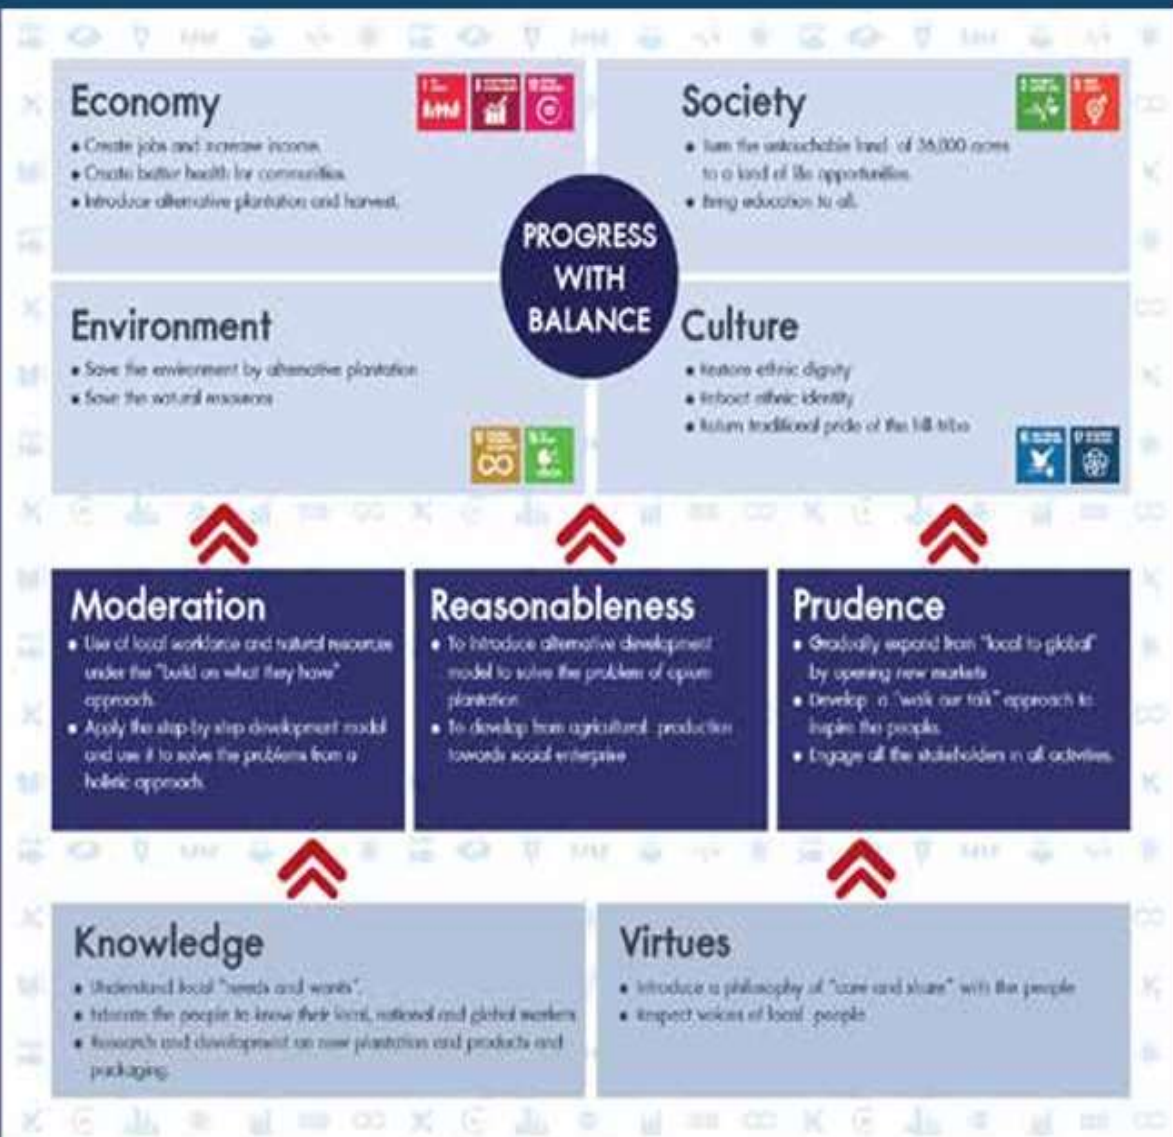 Economy
• Create jobs and increase income.
• Create better health for communities.
• Introduce alternative plantation and harvest.
Society
• Turn the untouchable land of 36,000 acres
to a land of life opportunities.
• Bring education to all.
PROGRESS
WITH
BALANCE
Environment
• Save the environment by alternative plantation
• Save the natural resources
Culture
• Restore ethnic dignity
• Reboot ethnic identity
• Return traditional pride of the hill tribe
Moderation
• Use of local workforce and natural resources
under the "build on what they have"
approach.
• Apply the step by step development model
and use it to solve the problems from a
holistic approach.
Reasonableness
• To introduce alternative development
model to solve the problem of opium
plantation.
• To develop from agricultural production
towards social enterprise
Prudence
• Gradually expand from "local to global"
by opening new markets
• Develop a "walk our talk" approach to
inspire the people.
• Engage all the stakeholders in all activities.
Knowledge
• Understand local "needs and wants".
• Educate the people to know their local, national and global markets
• Research and development on new plantation and products and
packaging.
Virtues
• Introduce a philosophy of "care and share" with the people
• Respect voices of local people